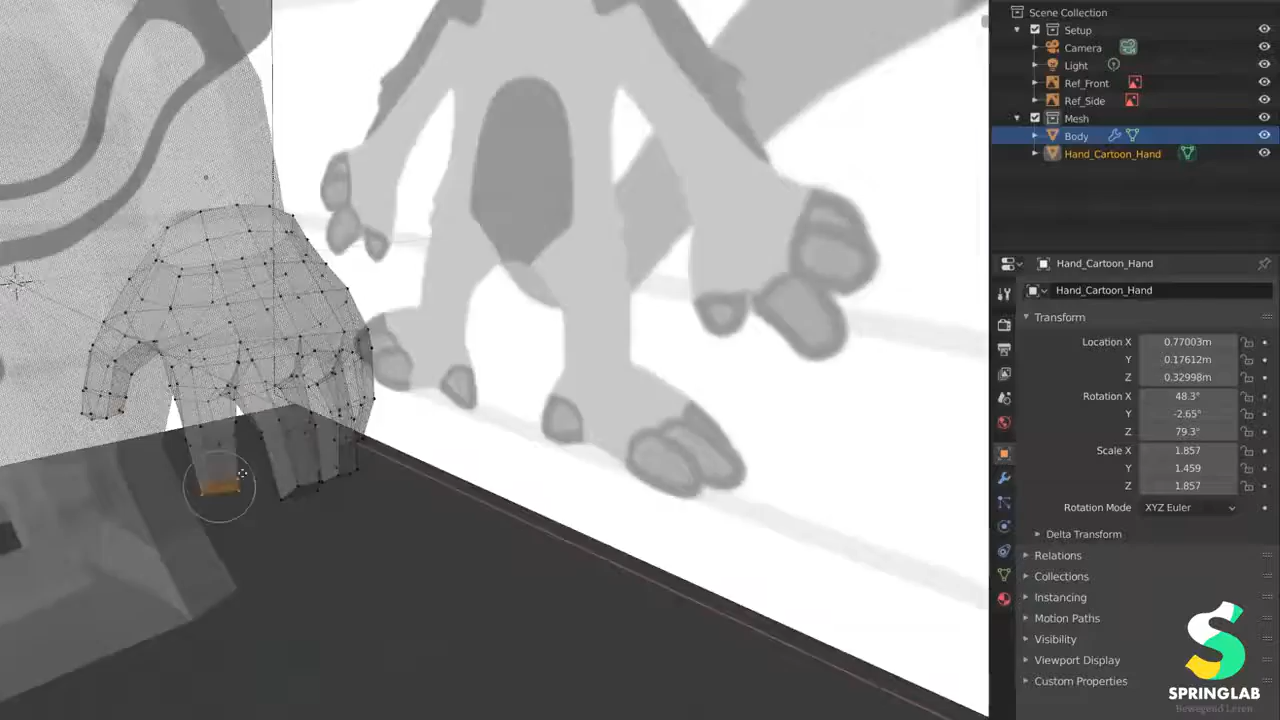 Scene Collection
Setup
Camera
Light
Ref_Front
Ref_Side
Mesh
Body
Hand_Cartoon_Hand
Hand_Cartoon_Hand
Hand_Cartoon_Hand
Transform
Location X 0.77003m
Y 0.17612m
Z 0.32998m
Rotation X 48.3°
Y -2.65°
Z 79.3°
Scale X 1.857
Y 1.459
Z 1.857
Rotation Mode XYZ Euler
Delta Transform
Relations
Collections
Instancing
Motion Paths
Visibility
Viewport Display
Custom Properties
SPRINGLAB
Bewegend Leren